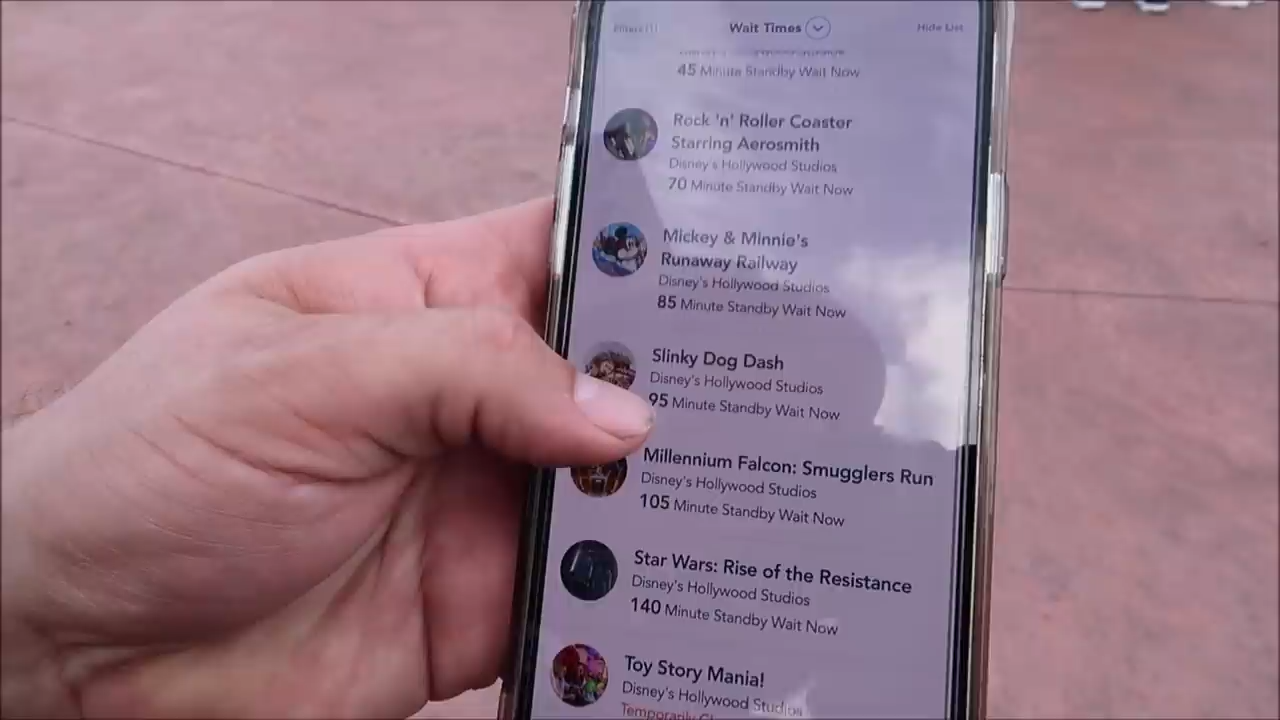 Filters (1)
Wait Times
Hide List
45 Minute Standby Wait Now
Rock 'n' Roller Coaster
Starring Aerosmith
Disney's Hollywood Studios
70 Minute Standby Wait Now
Mickey & Minnie's
Runaway Railway
Disney's Hollywood Studios
85 Minute Standby Wait Now
Slinky Dog Dash
Disney's Hollywood Studios
95 Minute Standby Wait Now
Millennium Falcon: Smugglers Run
Disney's Hollywood Studios
105 Minute Standby Wait Now
Star Wars: Rise of the Resistance
Disney's Hollywood Studios
140 Minute Standby Wait Now
Toy Story Mania!
Disney's Hollywood Studios
Temporarily